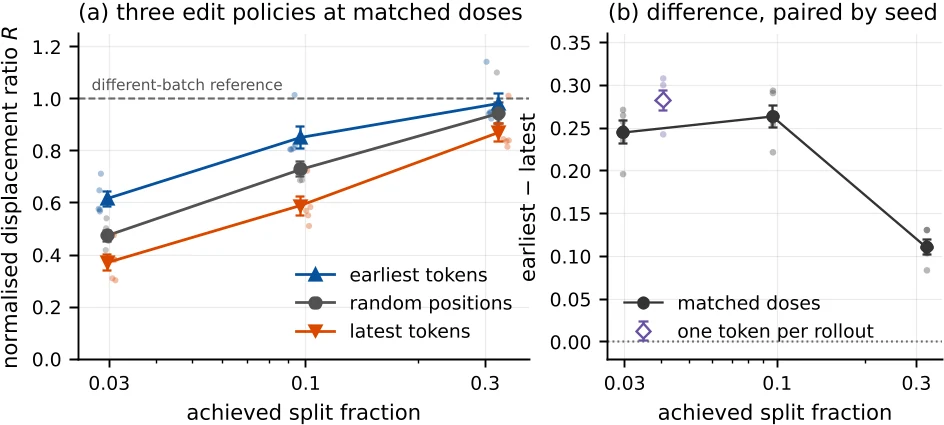 (a) three edit policies at matched doses
normalised displacement ratio R
1.2
1.0
0.8
0.6
0.4
0.2
0.0
different-batch reference
earliest tokens
random positions
latest tokens
0.03
0.1
0.3
achieved split fraction
(b) difference, paired by seed
earliest − latest
0.35
0.30
0.25
0.20
0.15
0.10
0.05
0.00
matched doses
one token per rollout
0.03
0.1
0.3
achieved split fraction